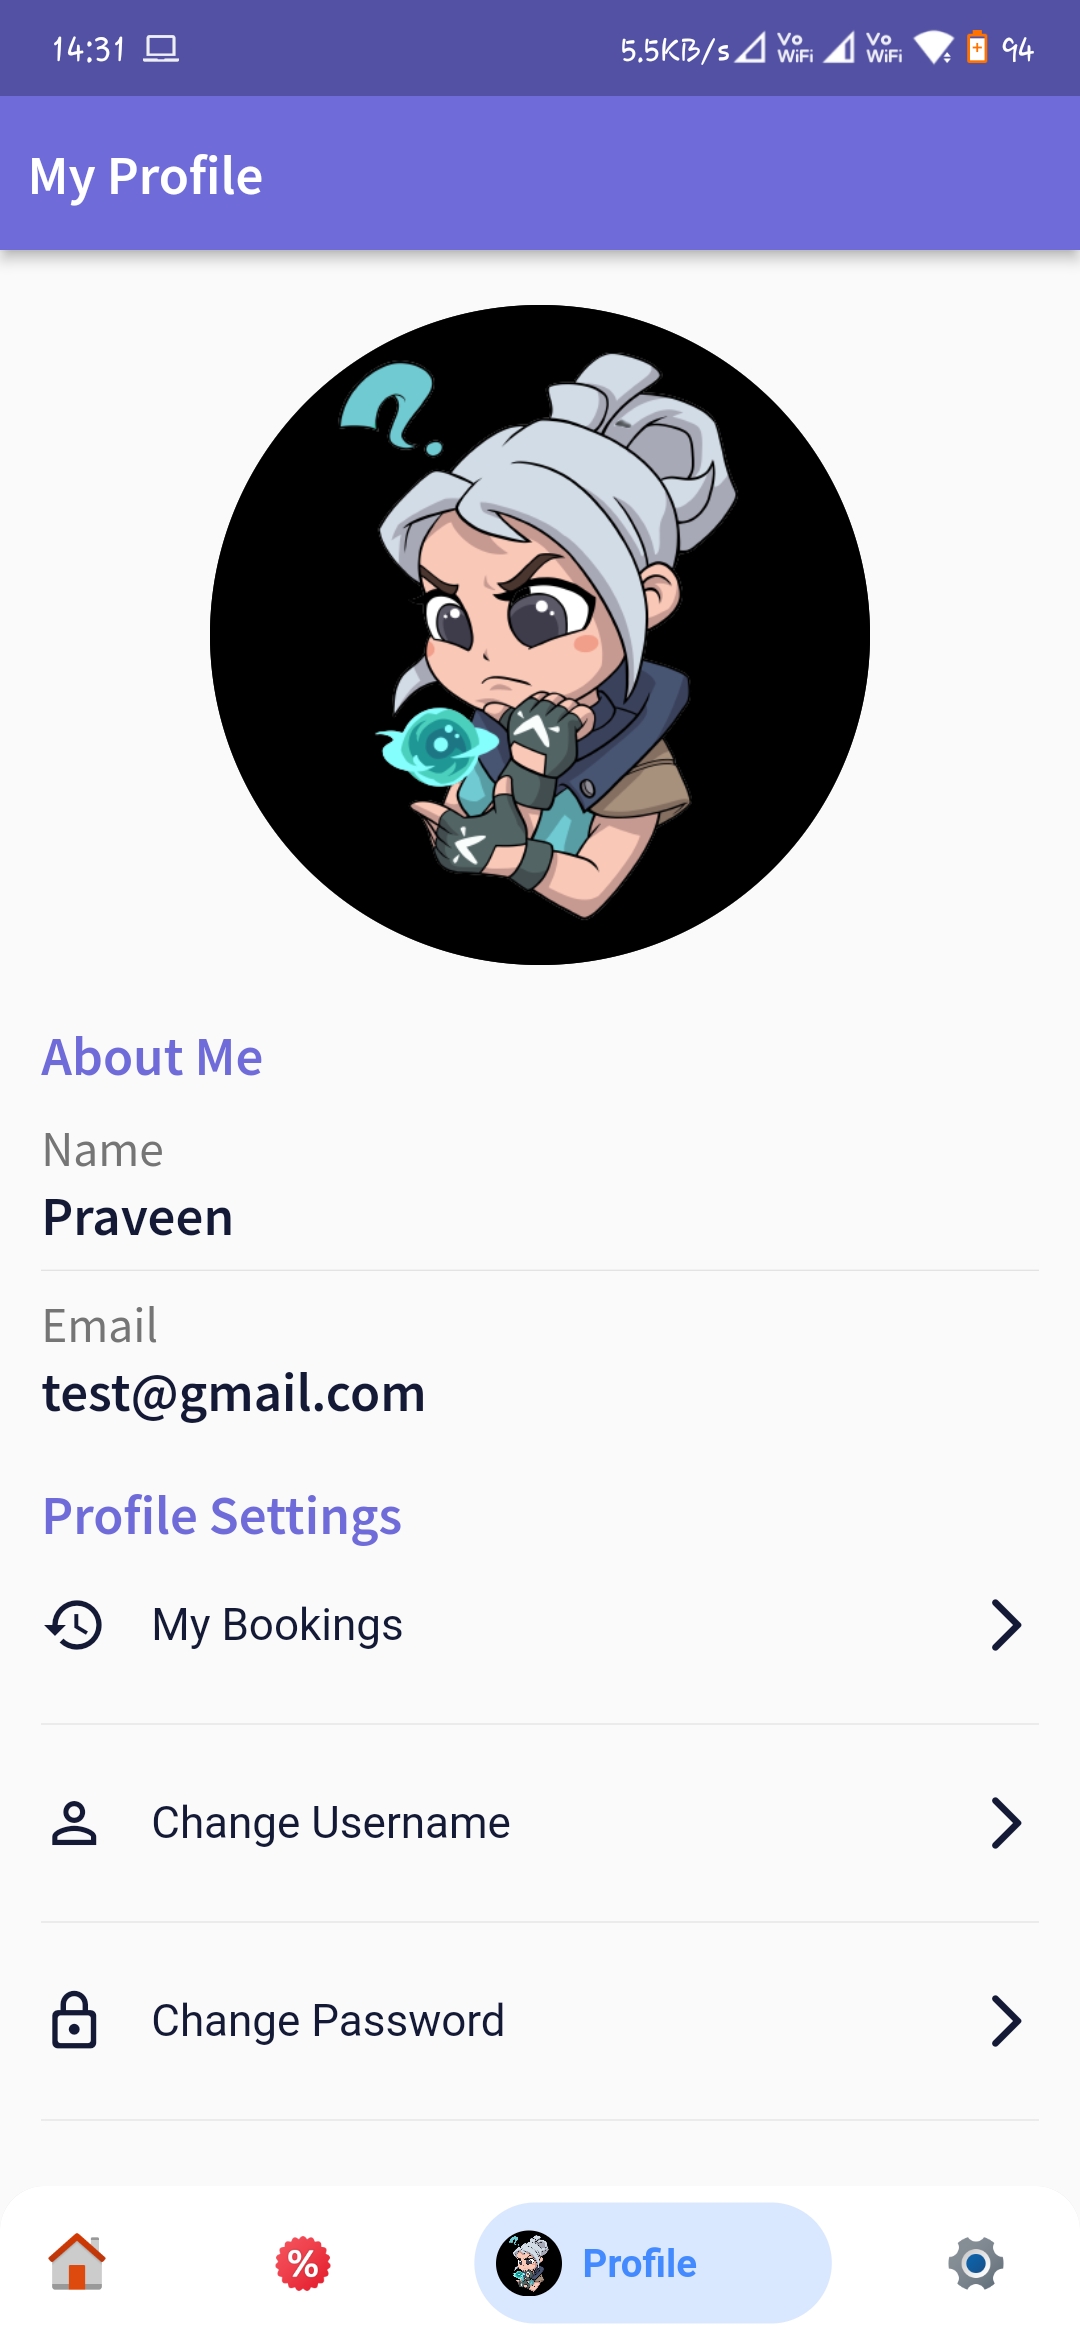 14:31 5.5KB/s Vo WiFi Vo WiFi 94
My Profile
?
About Me
Name
Praveen
Email
test@gmail.com
Profile Settings
My Bookings
Change Username
Change Password
% Profile